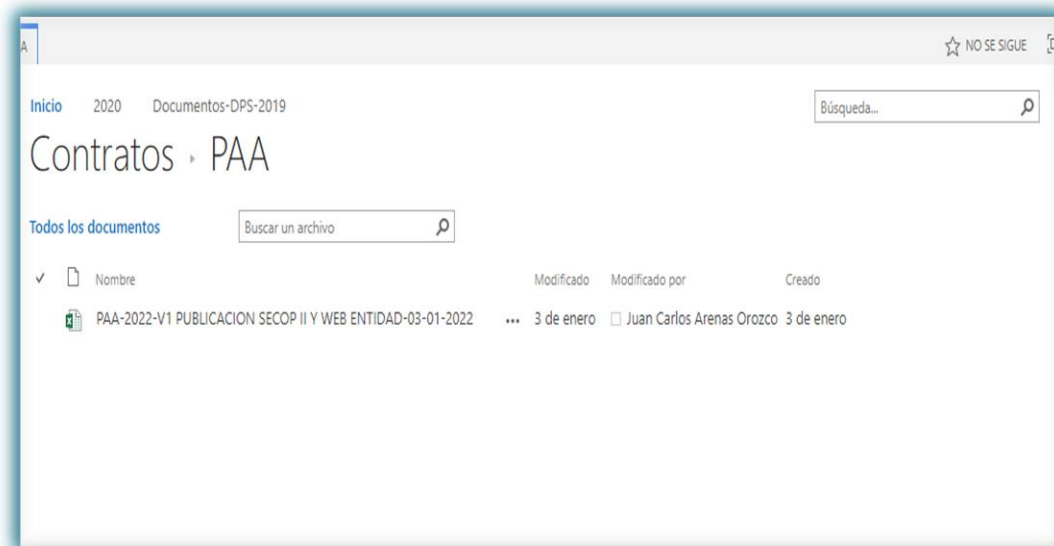 A
NO SE SIGUE
Inicio 2020 Documentos-DPS-2019
Búsqueda...
Contratos PAA
Todos los documentos Buscar un archivo
Nombre Modificado Modificado por Creado
PAA-2022-V1 PUBLICACION SECOP II Y WEB ENTIDAD-03-01-2022 ... 3 de enero Juan Carlos Arenas Orozco 3 de enero